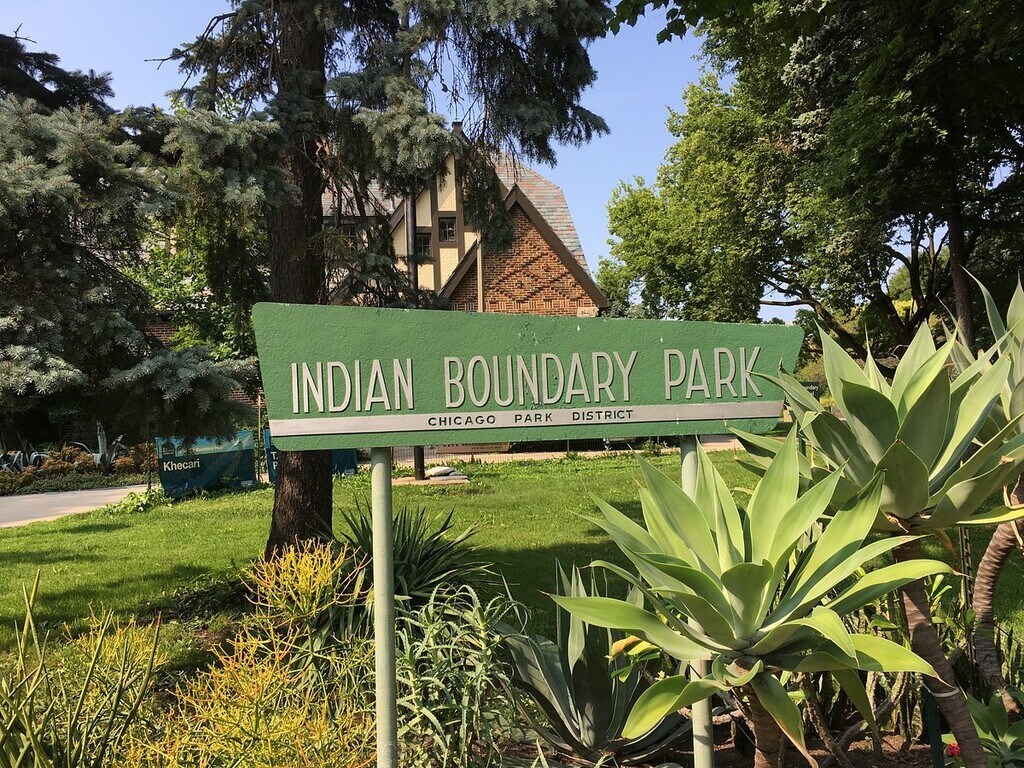 INDIAN BOUNDARY PARK
CHICAGO PARK DISTRICT
Khecari